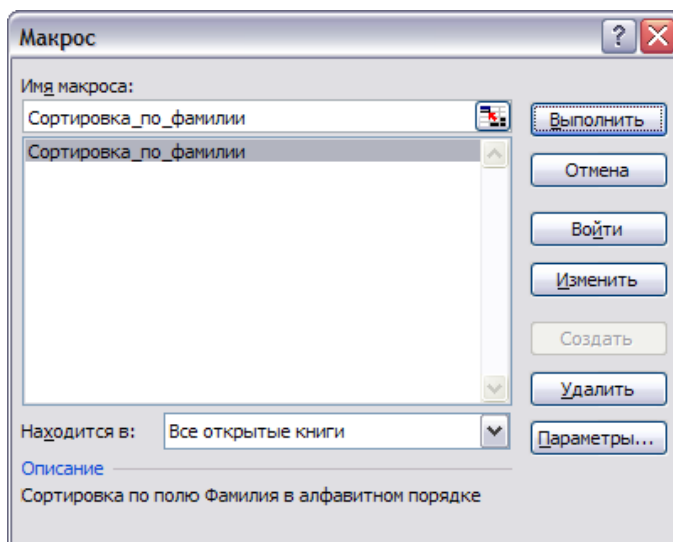 Макрос
Имя макроса:
Сортировка_по_фамилии
Сортировка_по_фамилии
Выполнить
Отмена
Войти
Изменить
Создать
Удалить
Параметры...
Находится в:
Все открытые книги
Описание
Сортировка по полю Фамилия в алфавитном порядке